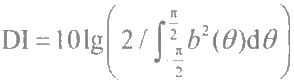 DI = 10lg( 2 / ∫_{-π/2}^{π/2} b²(θ)dθ )